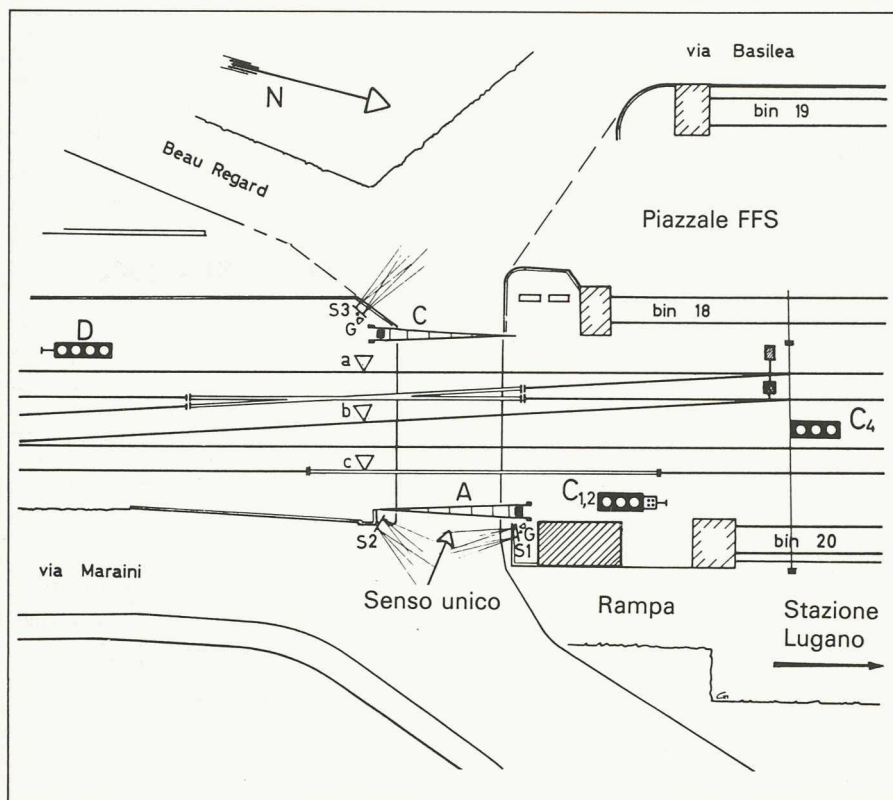 via Basilea
N
bin 19
Beau Regard
Piazzale FFS
S3
G
C
bin 18
D
a
b
C4
c
A
C1,2
G
S1
S2
bin 20
via Maraini
Senso unico
Rampa
Stazione
Lugano